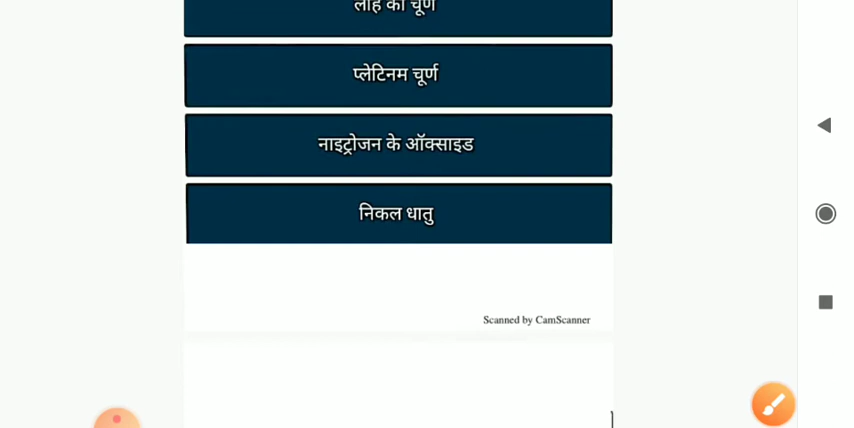 लोहे का चूर्ण
प्लेटिनम चूर्ण
नाइट्रोजन के ऑक्साइड
निकल धातु
Scanned by CamScanner